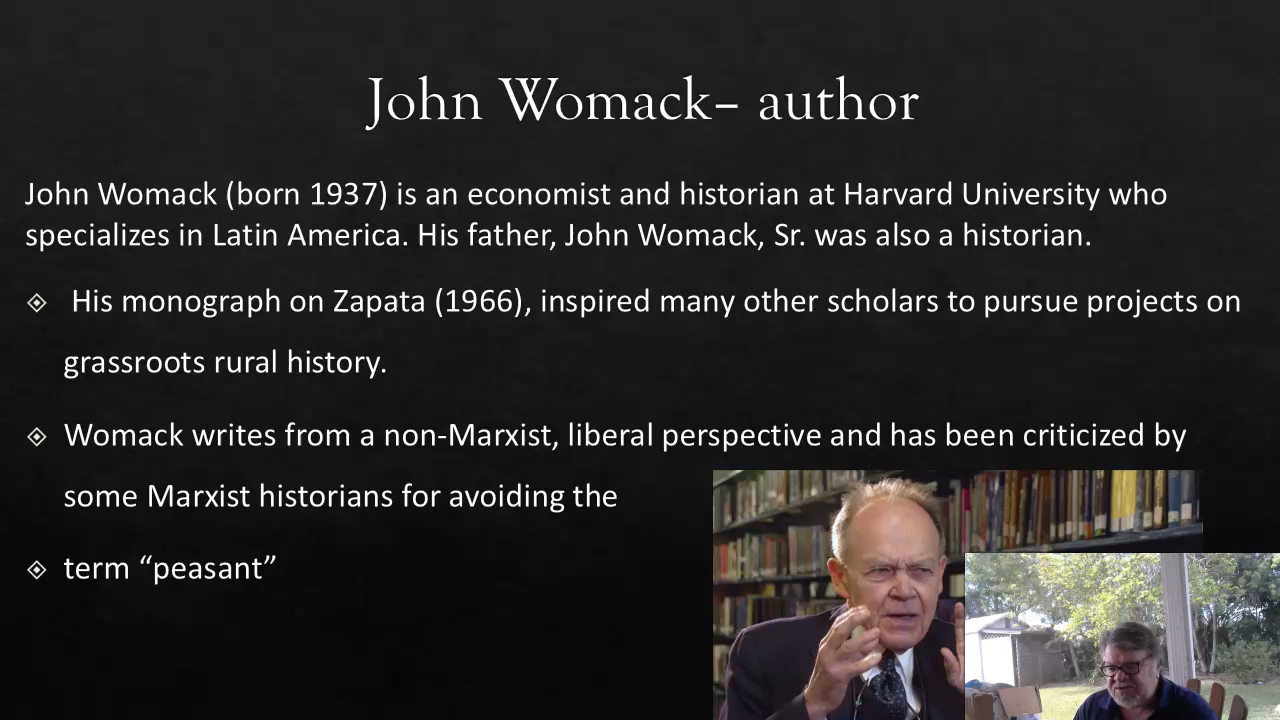 John Womack– author
John Womack (born 1937) is an economist and historian at Harvard University who
specializes in Latin America. His father, John Womack, Sr. was also a historian.
His monograph on Zapata (1966), inspired many other scholars to pursue projects on
grassroots rural history.
Womack writes from a non-Marxist, liberal perspective and has been criticized by
some Marxist historians for avoiding the
term “peasant”